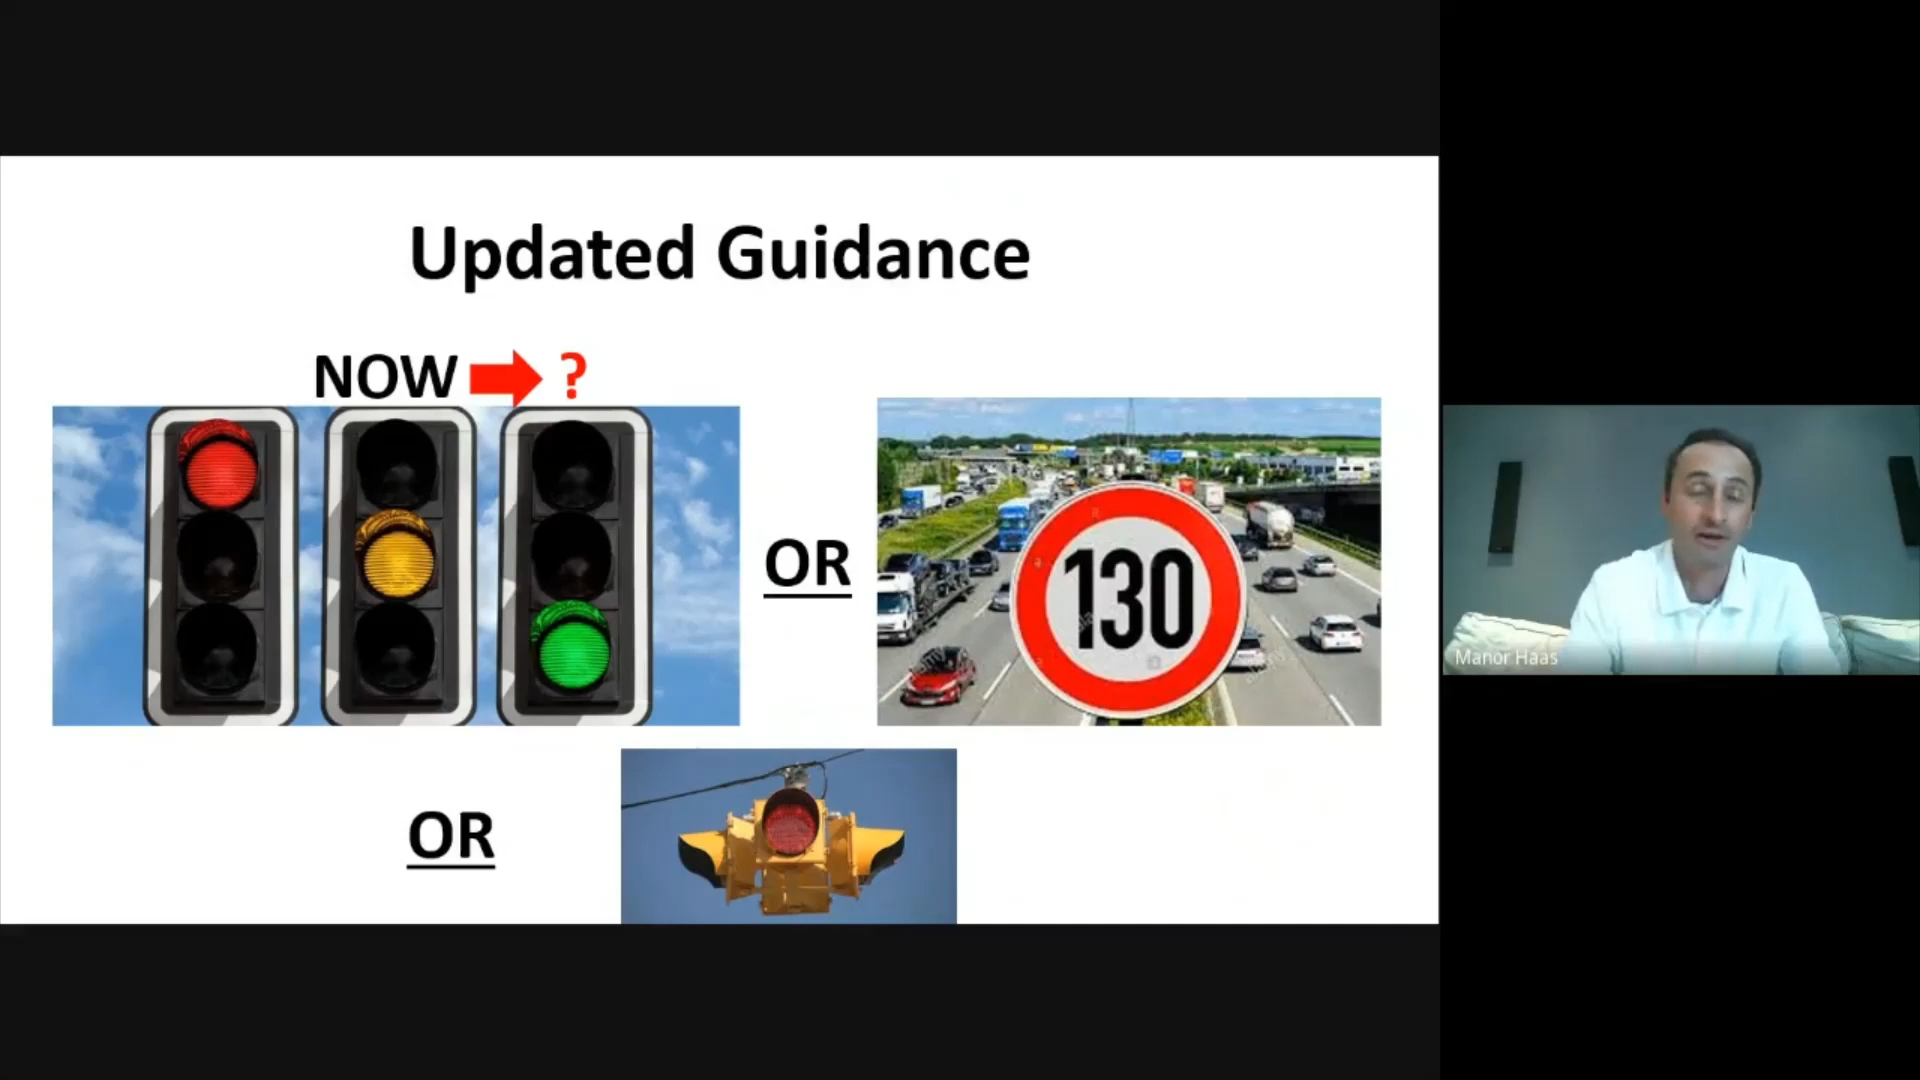 Updated Guidance
NOW ?
OR
130
OR
Manor Haas